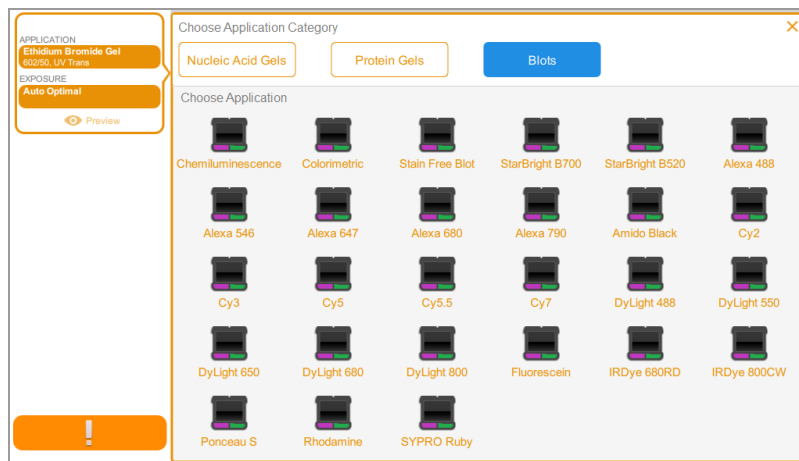 APPLICATION
Ethidium Bromide Gel
602/50, UV Trans
EXPOSURE
Auto Optimal
Preview
Choose Application Category
Nucleic Acid Gels Protein Gels Blots
Choose Application
Chemiluminescence Colorimetric Stain Free Blot StarBright B700 StarBright B520 Alexa 488
Alexa 546 Alexa 647 Alexa 680 Alexa 790 Amido Black Cy2
Cy3 Cy5 Cy5.5 Cy7 DyLight 488 DyLight 550
DyLight 650 DyLight 680 DyLight 800 Fluorescein IRDye 680RD IRDye 800CW
Ponceau S Rhodamine SYPRO Ruby
!